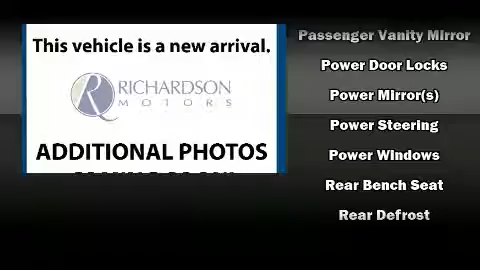 This vehicle is a new arrival.
R
RICHARDSON
MOTORS
ADDITIONAL PHOTOS
Passenger Vanity Mirror
Power Door Locks
Power Mirror(s)
Power Steering
Power Windows
Rear Bench Seat
Rear Defrost